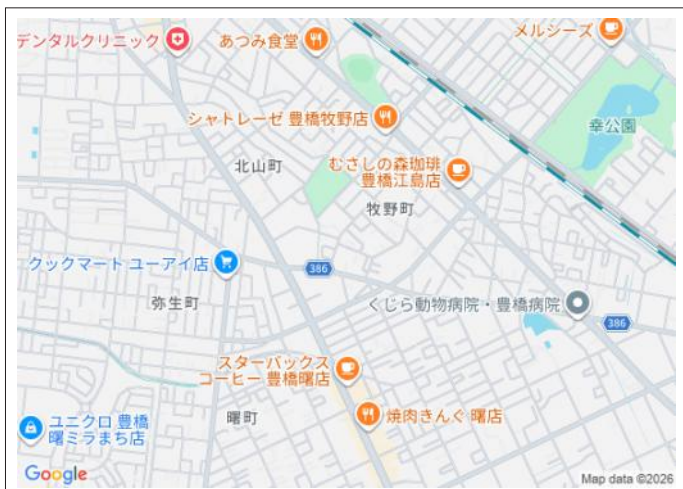 デンタルクリニック
あつみ食堂
メルシーズ
シャトレーゼ 豊橋牧野店
幸公園
北山町
むさしの森珈琲
豊橋江島店
牧野町
クックマート ユーアイ店
386
弥生町
くじら動物病院・豊橋病院
386
スターバックス
コーヒー 豊橋曙店
ユニクロ 豊橋
曙ミラまち店
曙町
焼肉きんぐ 曙店
Google
Map data ©2026